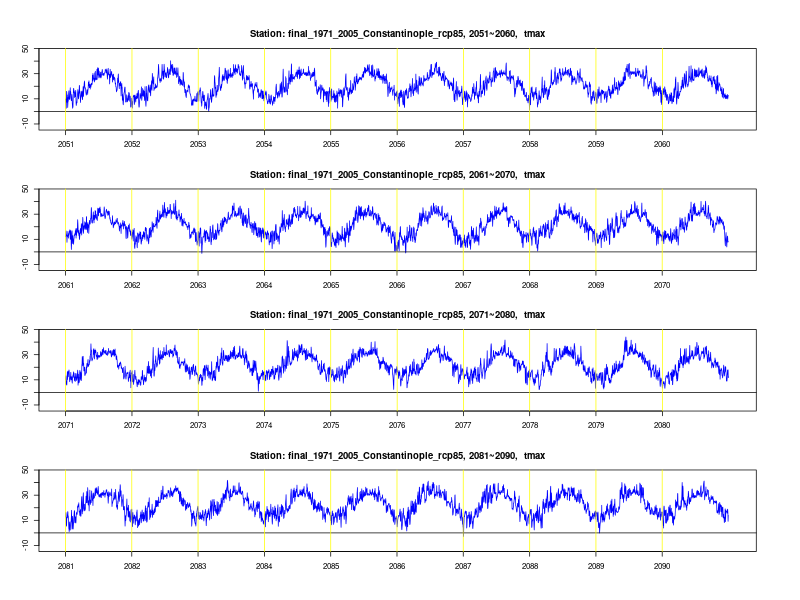 Station: final_1971_2005_Constantinople_rcp85, 2051~2060, tmax
50
30
10
-10
2051 2052 2053 2054 2055 2056 2057 2058 2059 2060
Station: final_1971_2005_Constantinople_rcp85, 2061~2070, tmax
50
30
10
-10
2061 2062 2063 2064 2065 2066 2067 2068 2069 2070
Station: final_1971_2005_Constantinople_rcp85, 2071~2080, tmax
50
30
10
-10
2071 2072 2073 2074 2075 2076 2077 2078 2079 2080
Station: final_1971_2005_Constantinople_rcp85, 2081~2090, tmax
50
30
10
-10
2081 2082 2083 2084 2085 2086 2087 2088 2089 2090